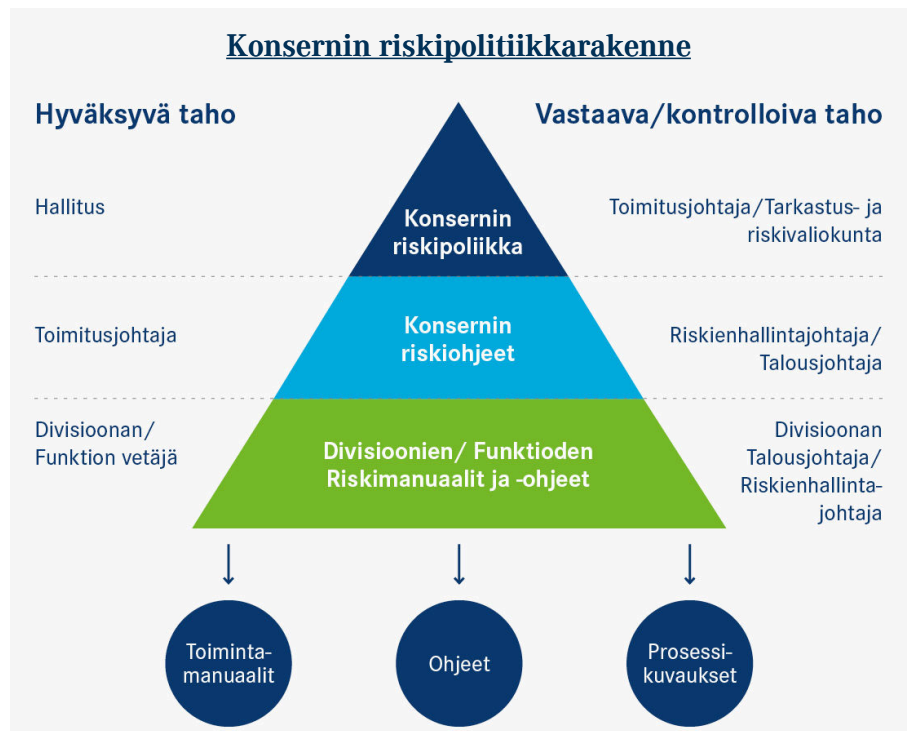 Konsernin riskipolitiikkarakenne
Hyväksyvä taho
Vastaava/kontrolloiva taho
Hallitus
Konsernin
riskipoliikka
Toimitusjohtaja/Tarkastus- ja
riskivaliokunta
Toimitusjohtaja
Konsernin
riskiohjeet
Riskienhallintajohtaja/
Talousjohtaja
Divisioonan/
Funktion vetäjä
Divisioonien/ Funktioden
Riskimanuaalit ja -ohjeet
Divisioonan
Talousjohtaja/
Riskienhallinta-
johtaja
Toiminta-
manuaalit
Ohjeet
Prosessi-
kuvaukset